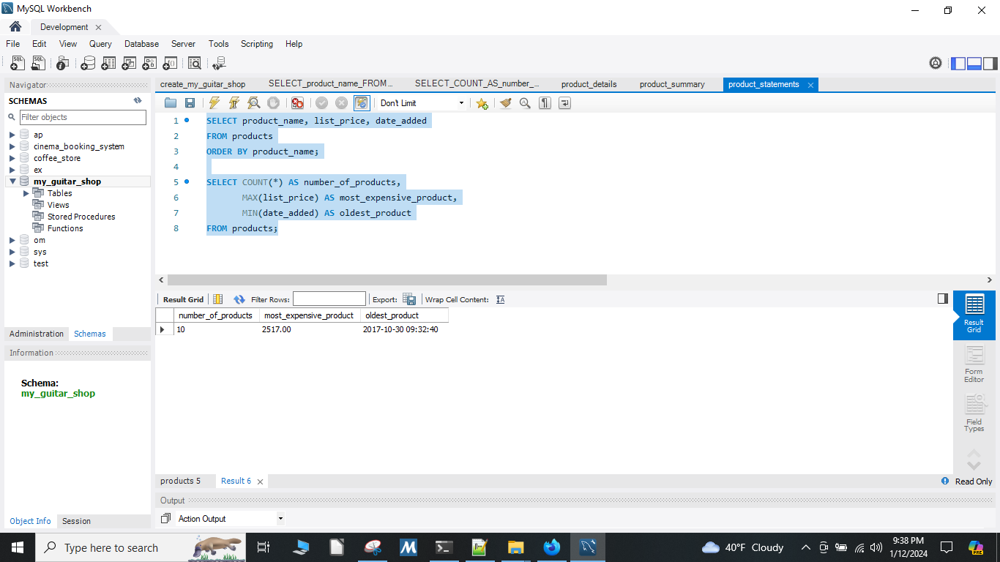 MySQL Workbench
Development
File Edit View Query Database Server Tools Scripting Help
Navigator
SCHEMAS
Filter objects
ap
cinema_booking_system
coffee_store
ex
my_guitar_shop
Tables
Views
Stored Procedures
Functions
om
sys
test
Administration Schemas
Information
Schema:
my_guitar_shop
Object Info Session
create_my_guitar_shop SELECT_product_name_FROM... SELECT_COUNT_AS_number_... product_details product_summary product_statements
Don't Limit
1 SELECT product_name, list_price, date_added
2 FROM products
3 ORDER BY product_name;
4
5 SELECT COUNT(*) AS number_of_products,
6 MAX(list_price) AS most_expensive_product,
7 MIN(date_added) AS oldest_product
8 FROM products;
Result Grid Filter Rows: Export: Wrap Cell Content:
number_of_products most_expensive_product oldest_product
10 2517.00 2017-10-30 09:32:40
Result
Grid
Form
Editor
Field
Types
products 5 Result 6 Read Only
Output
Action Output
Type here to search 40°F Cloudy 9:38 PM
1/12/2024
PRE